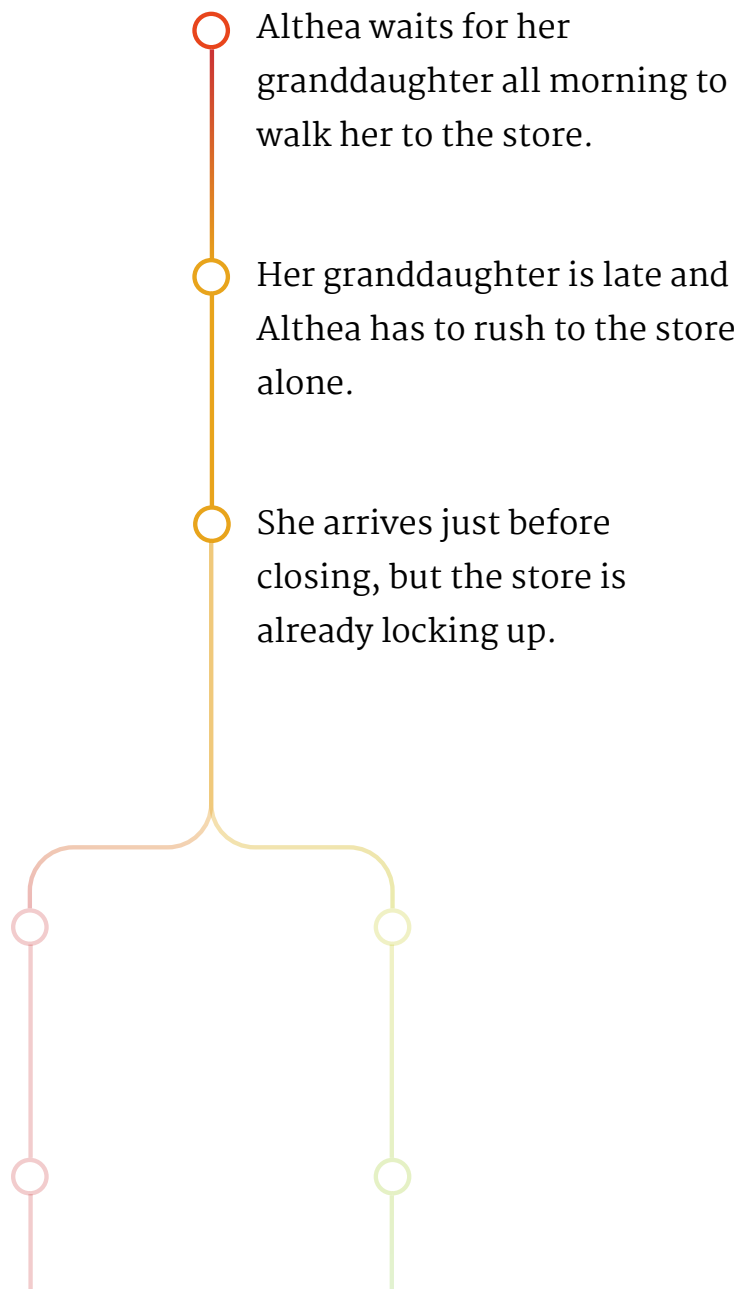 Althea waits for her
granddaughter all morning to
walk her to the store.
Her granddaughter is late and
Althea has to rush to the store
alone.
She arrives just before
closing, but the store is
already locking up.